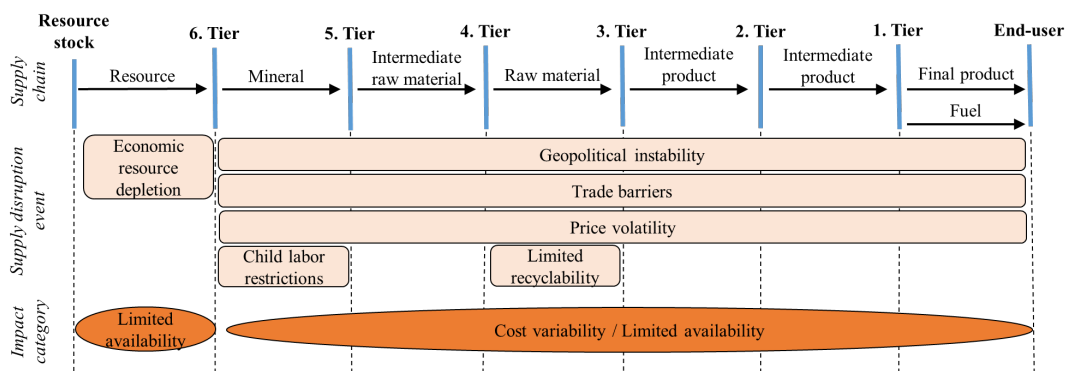 Resource
stock
6. Tier
5. Tier
4. Tier
3. Tier
2. Tier
1. Tier
End-user
Supply
chain
Resource
Mineral
Intermediate
raw material
Raw material
Intermediate
product
Intermediate
product
Final product
Fuel
Supply disruption
event
Economic
resource
depletion
Geopolitical instability
Trade barriers
Price volatility
Child labor
restrictions
Limited
recyclability
Impact
category
Limited
availability
Cost variability / Limited availability